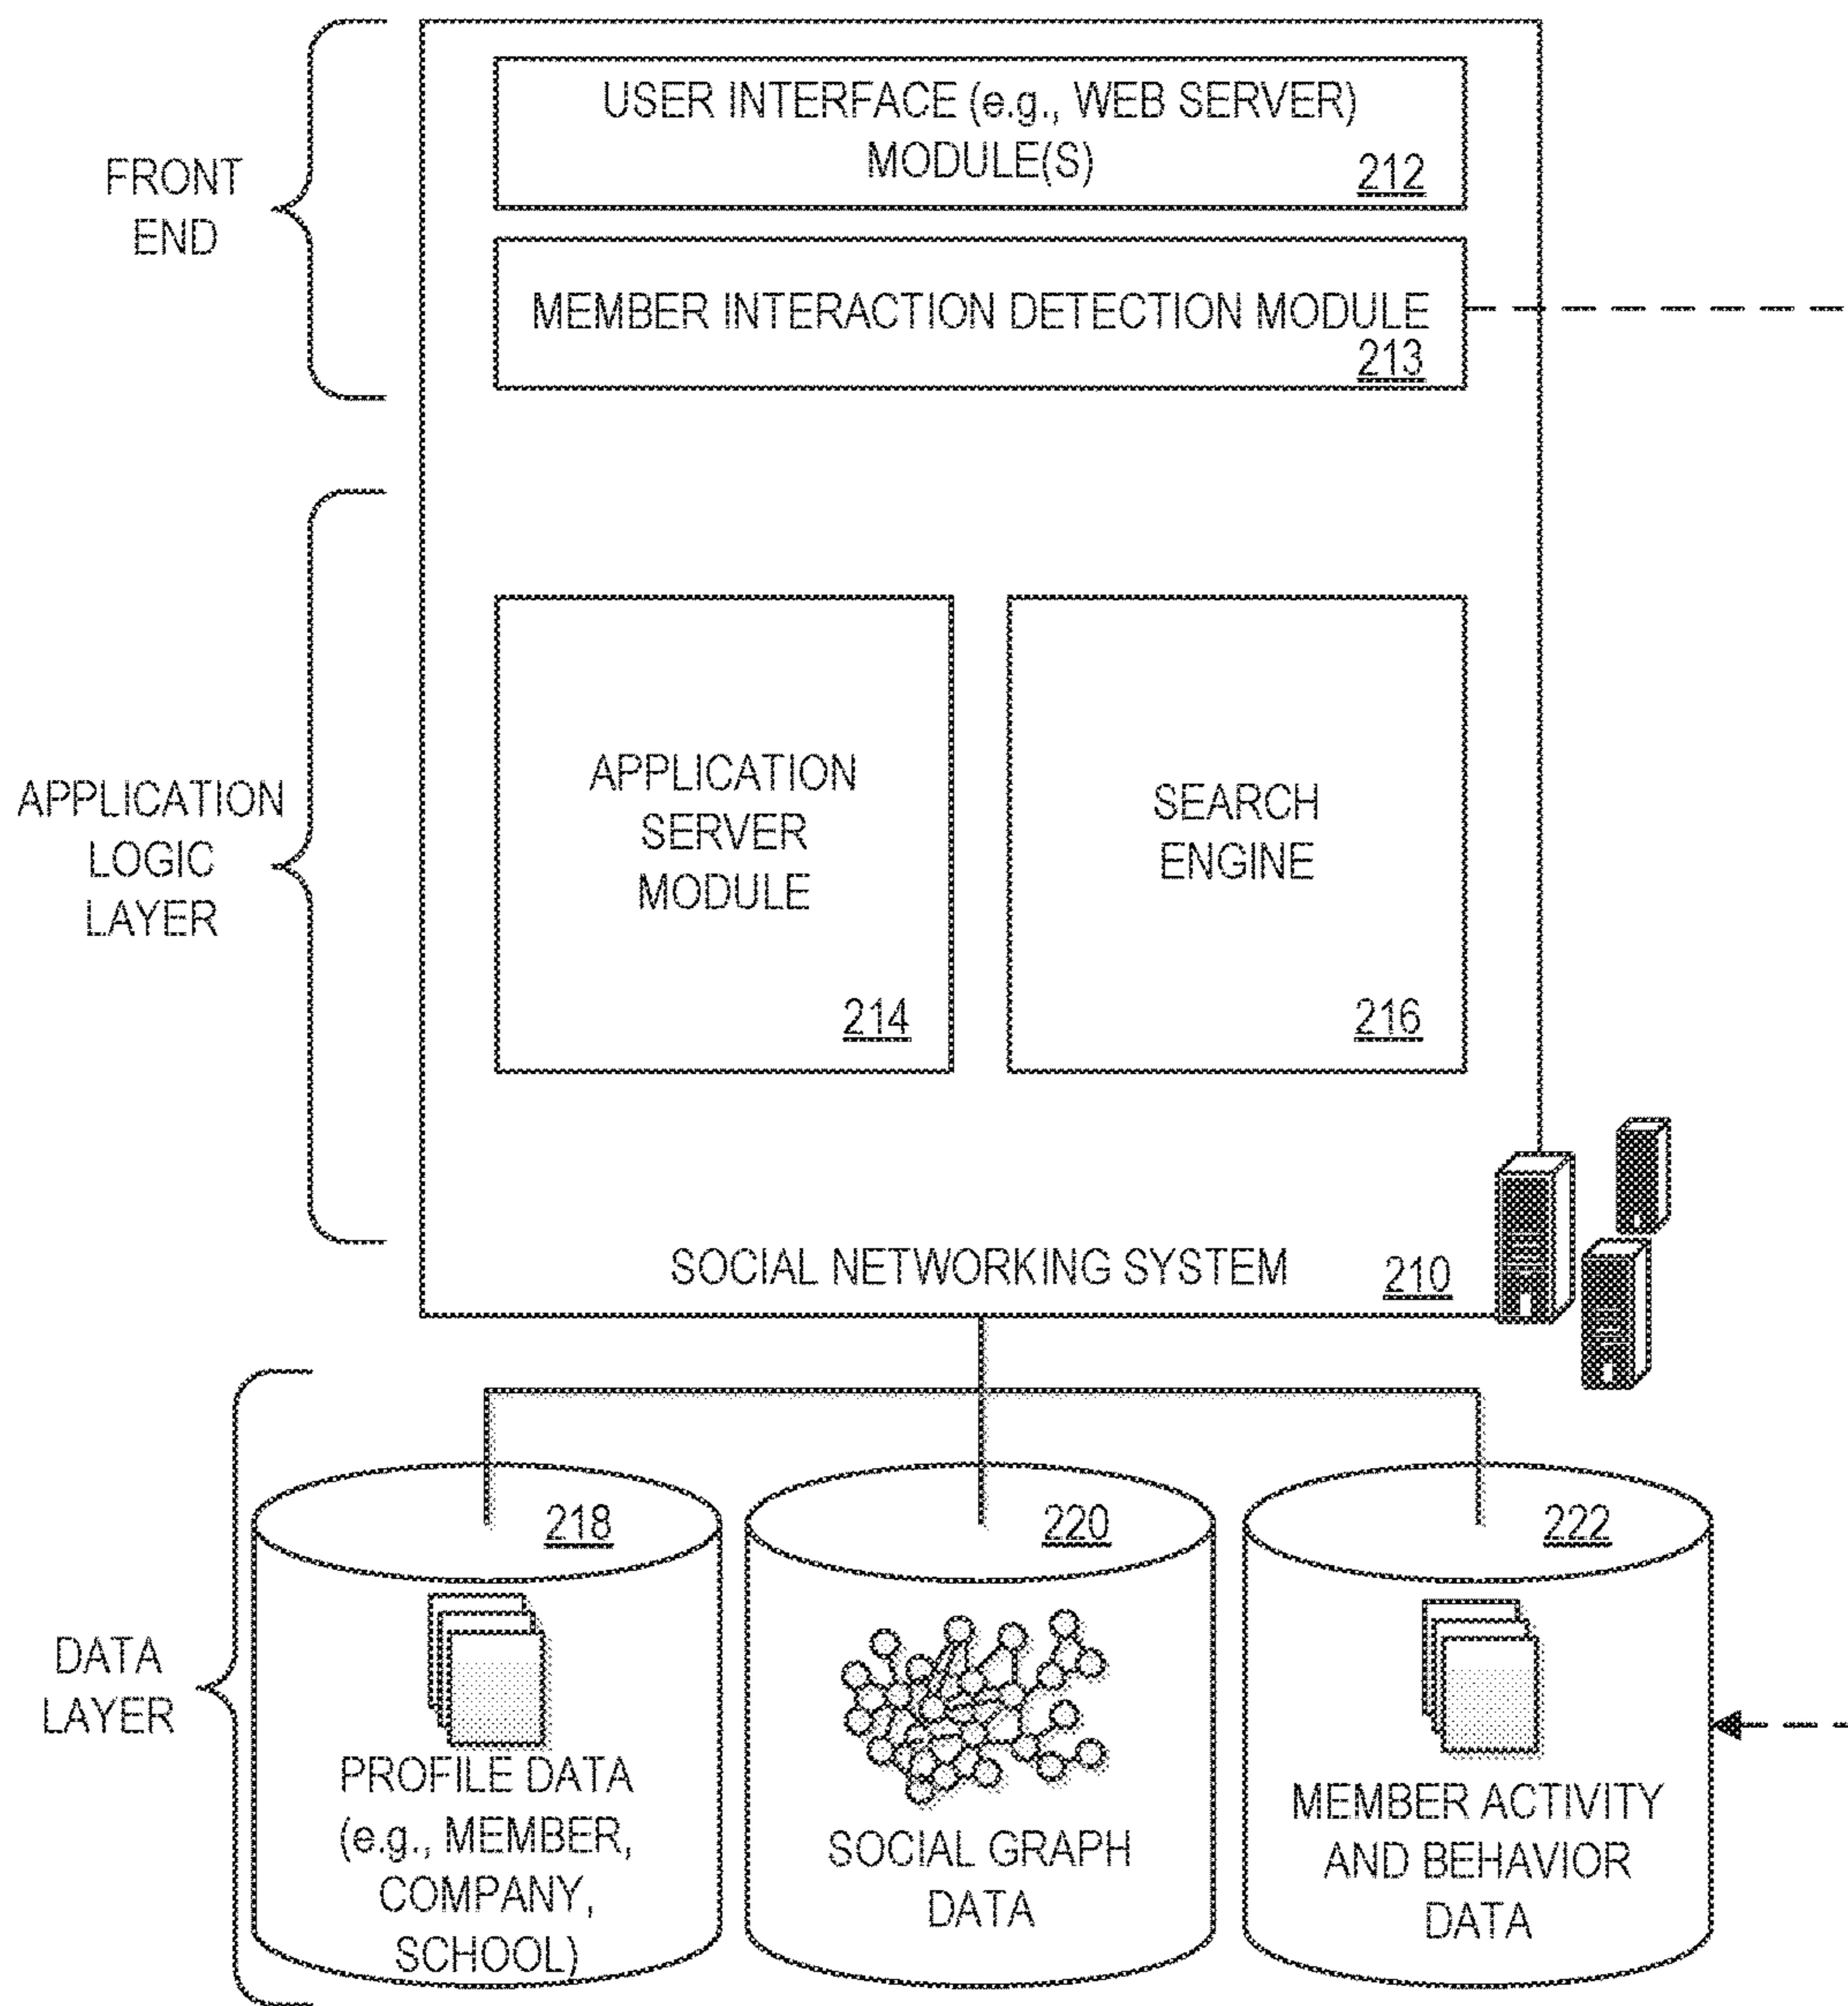 FRONT
END
USER INTERFACE (e.g., WEB SERVER)
MODULE(S)
212
MEMBER INTERACTION DETECTION MODULE
213
APPLICATION
LOGIC
LAYER
APPLICATION
SERVER
MODULE
214
SEARCH
ENGINE
216
SOCIAL NETWORKING SYSTEM
210
DATA
LAYER
218
PROFILE DATA
(e.g., MEMBER,
COMPANY,
SCHOOL)
220
SOCIAL GRAPH
DATA
222
MEMBER ACTIVITY
AND BEHAVIOR
DATA